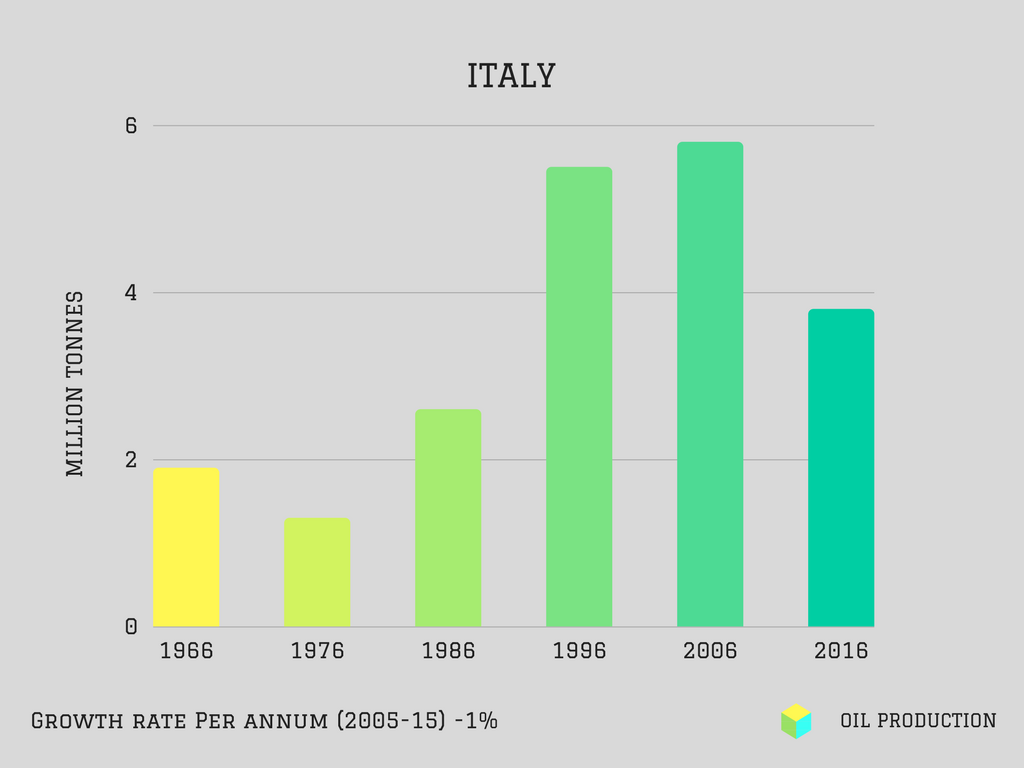 ITALY
6
4
2
0
MILLION TONNES
1966 1976 1986 1996 2006 2016
Growth rate Per annum (2005-15) -1%
OIL PRODUCTION